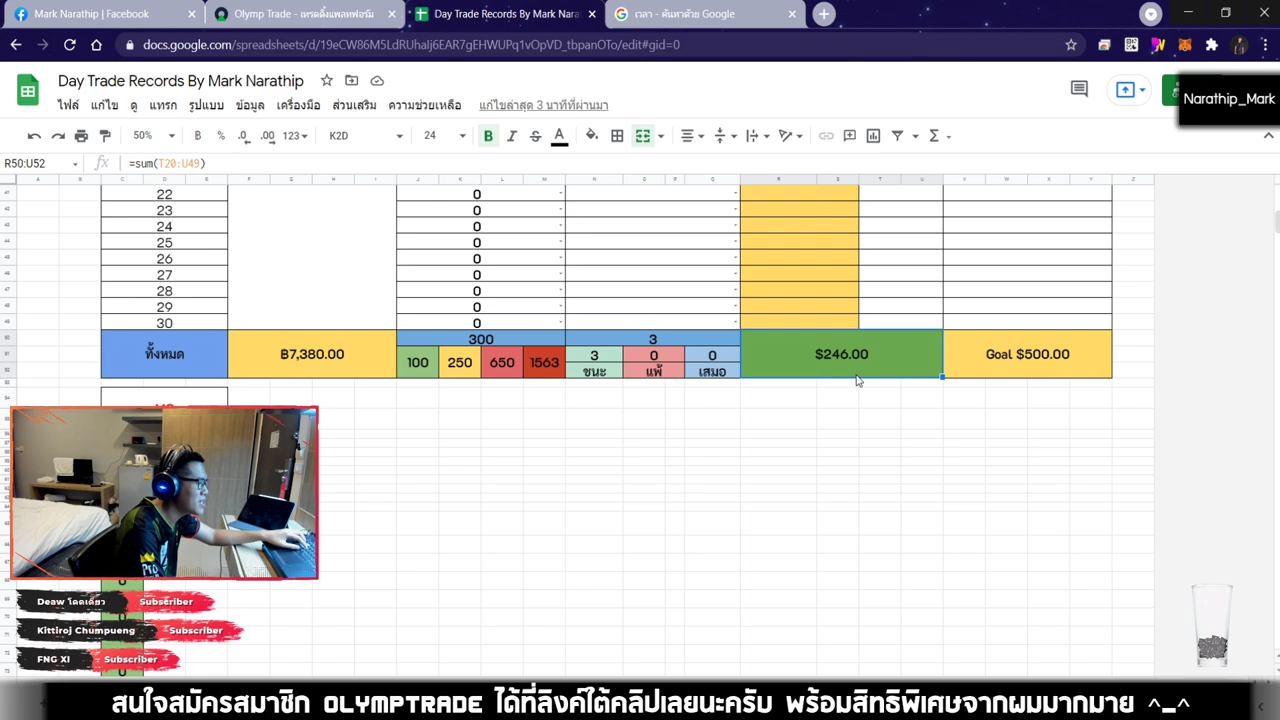 Mark Narathip | Facebook
Olymp Trade - เทรดดิ้งแพลทฟอร์ม
Day Trade Records By Mark Narat
เวลา - ค้นหาด้วย Google
docs.google.com/spreadsheets/d/19eCW86M5LdRUhaIj6EAR7gEHWUPq1vOpVD_tbpanOTo/edit#gid=0
Day Trade Records By Mark Narathip
ไฟล์ แก้ไข ดู แทรก รูปแบบ ข้อมูล เครื่องมือ ส่วนเสริม ความช่วยเหลือ แก้ไขล่าสุด 3 นาทีที่ผ่านมา
Narathip_Mark
50% B % .0 .00 123 K2D 24 B I S A
R50:U52 fx =sum(T20:U49)
A B C D E F G H I J K L M N O P Q R S T U V W X Y Z
22 0
23 0
24 0
25 0
26 0
27 0
28 0
29 0
30 0
ทั้งหมด ฿7,380.00 300 3 $246.00 Goal $500.00
100 250 650 1563 3 0 0
ชนะ แพ้ เสมอ
Deaw โดดเดี่ยว Subscriber
Kittiroj Chumpueng Subscriber
FNG XI Subscriber
สนใจสมัครสมาชิก OLYMPTRADE ได้ที่ลิงค์ใต้คลิปเลยนะครับ พร้อมสิทธิพิเศษจากผมมากมาย ^_^